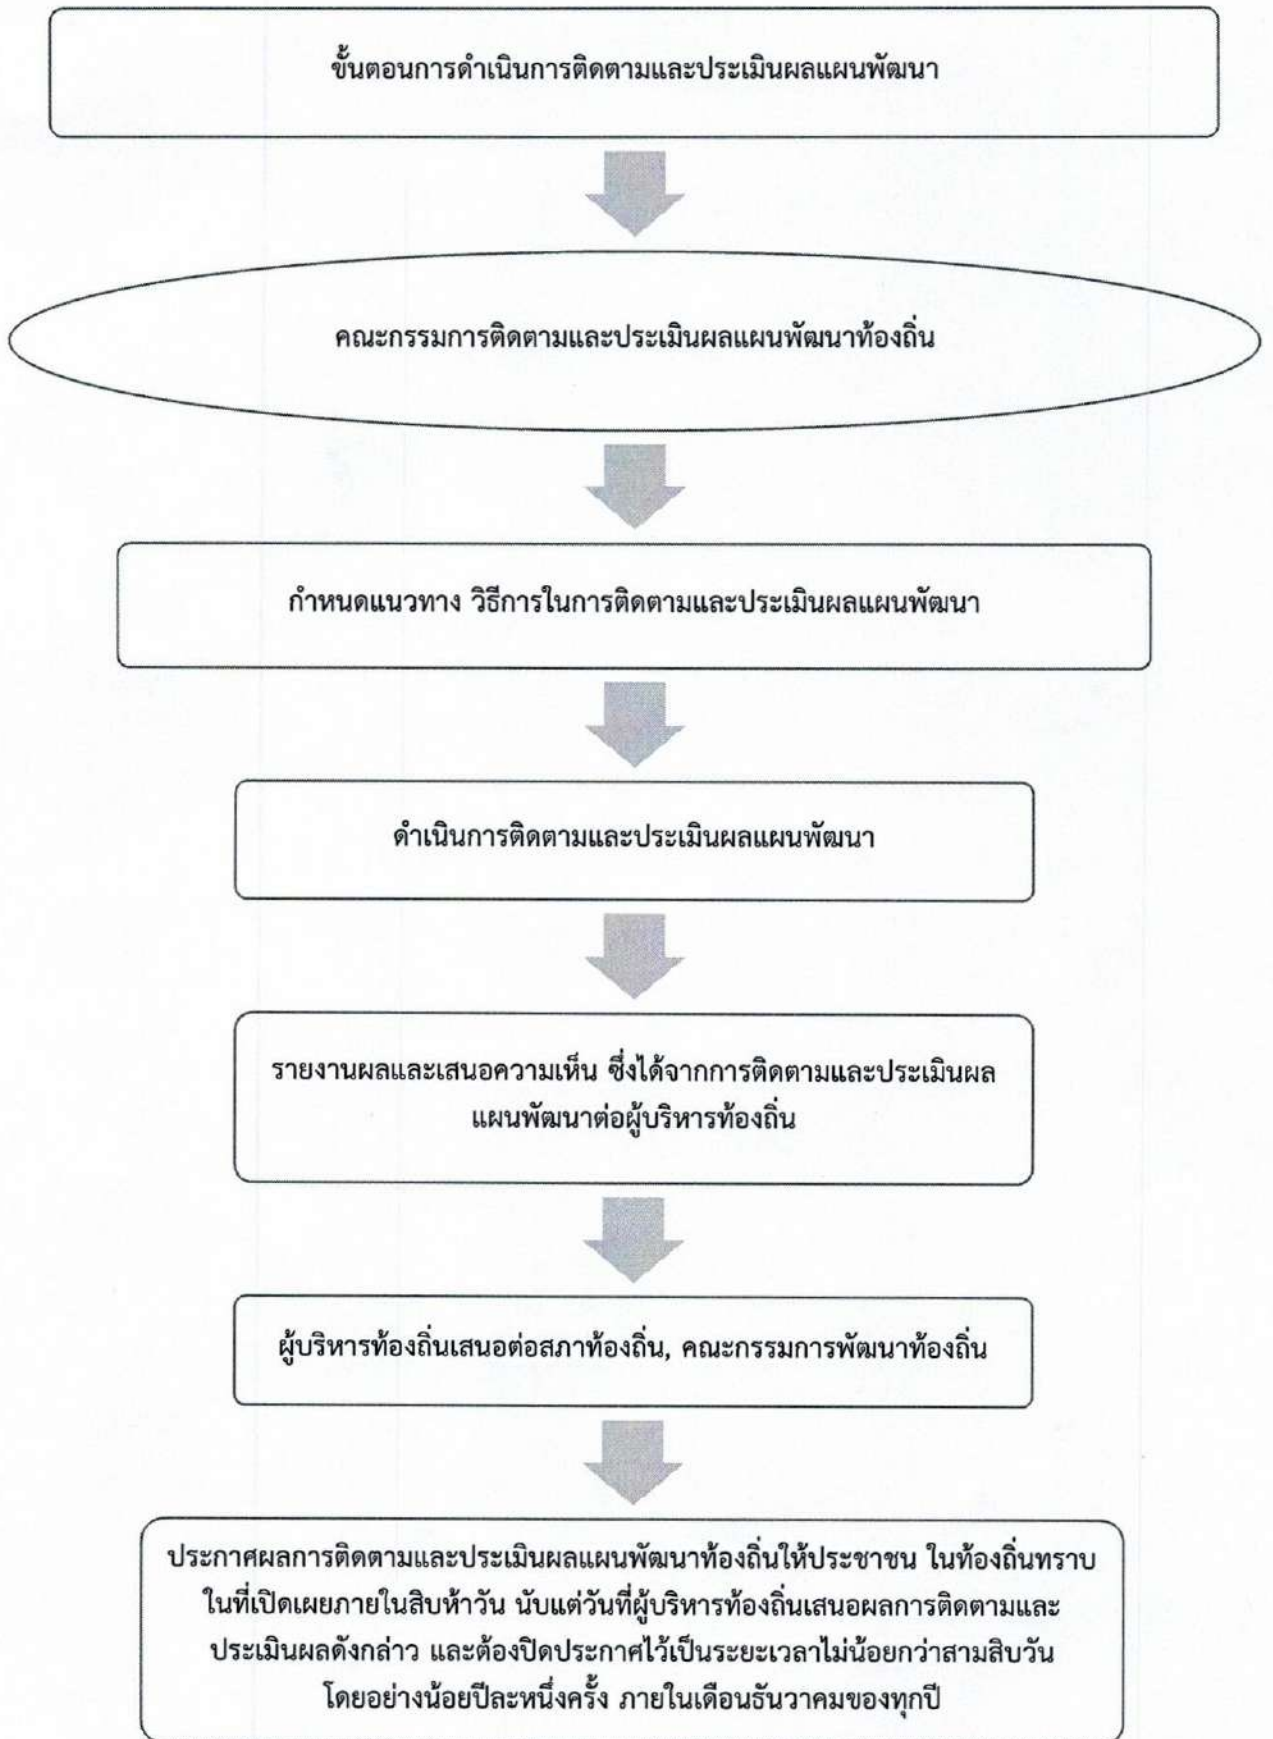 ขั้นตอนการดำเนินการติดตามและประเมินผลแผนพัฒนา
คณะกรรมการติดตามและประเมินผลแผนพัฒนาท้องถิ่น
กำหนดแนวทาง วิธีการในการติดตามและประเมินผลแผนพัฒนา
ดำเนินการติดตามและประเมินผลแผนพัฒนา
รายงานผลและเสนอความเห็น ซึ่งได้จากการติดตามและประเมินผล
แผนพัฒนาต่อผู้บริหารท้องถิ่น
ผู้บริหารท้องถิ่นเสนอต่อสภาท้องถิ่น, คณะกรรมการพัฒนาท้องถิ่น
ประกาศผลการติดตามและประเมินผลแผนพัฒนาท้องถิ่นให้ประชาชน ในท้องถิ่นทราบ
ในที่เปิดเผยภายในสิบห้าวัน นับแต่วันที่ผู้บริหารท้องถิ่นเสนอผลการติดตามและ
ประเมินผลดังกล่าว และต้องปิดประกาศไว้เป็นระยะเวลาไม่น้อยกว่าสามสิบวัน
โดยอย่างน้อยปีละหนึ่งครั้ง ภายในเดือนธันวาคมของทุกปี